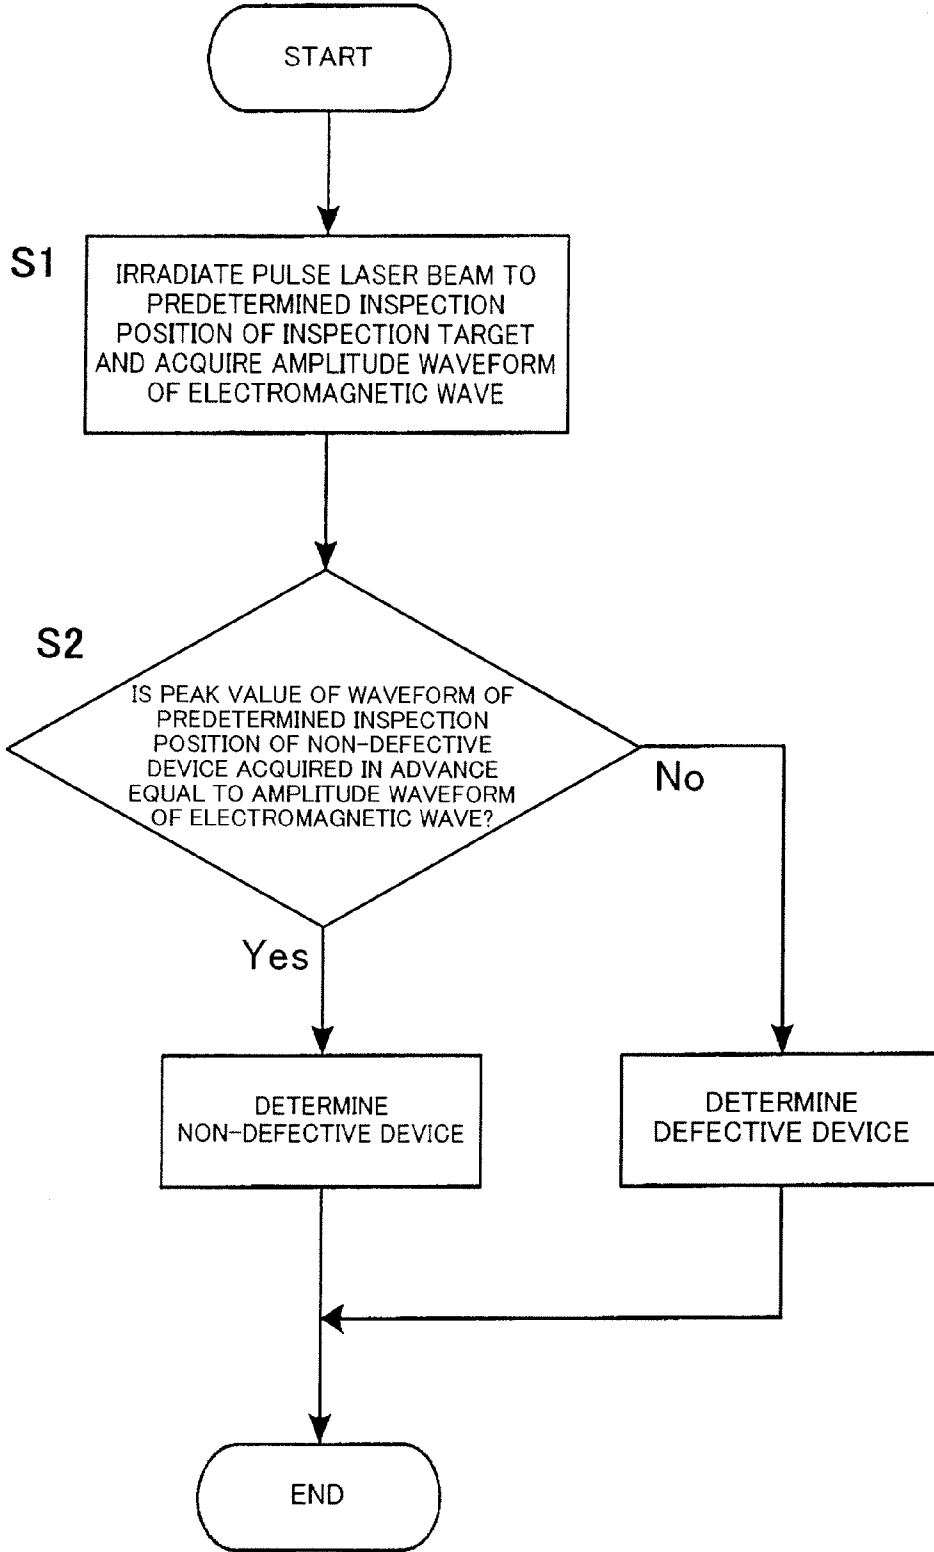 START
S1
IRRADIATE PULSE LASER BEAM TO
PREDETERMINED INSPECTION
POSITION OF INSPECTION TARGET
AND ACQUIRE AMPLITUDE WAVEFORM
OF ELECTROMAGNETIC WAVE
S2
IS PEAK VALUE OF WAVEFORM OF
PREDETERMINED INSPECTION
POSITION OF NON-DEFECTIVE
DEVICE ACQUIRED IN ADVANCE
EQUAL TO AMPLITUDE WAVEFORM
OF ELECTROMAGNETIC WAVE?
No
Yes
DETERMINE
NON-DEFECTIVE DEVICE
DETERMINE
DEFECTIVE DEVICE
END